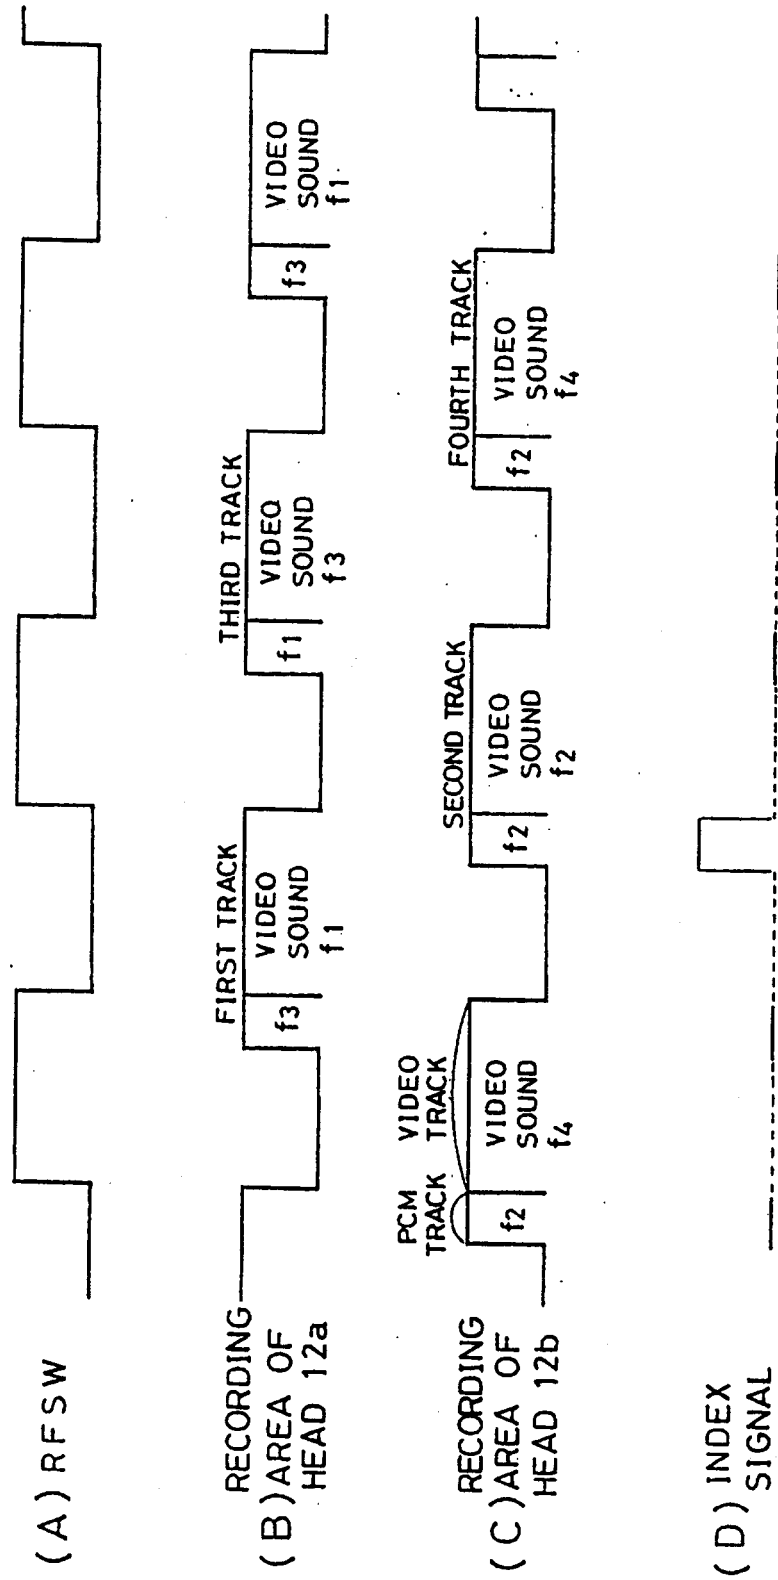 (A) RFSW
RECORDING
(B) AREA OF
HEAD 12a
FIRST TRACK
f3
VIDEO
SOUND
f1
THIRD TRACK
f1
VIDEO
SOUND
f3
f3
VIDEO
SOUND
f1
RECORDING
(C) AREA OF
HEAD 12b
PCM
TRACK
VIDEO
TRACK
f2
VIDEO
SOUND
f4
SECOND TRACK
f2
VIDEO
SOUND
f2
FOURTH TRACK
f2
VIDEO
SOUND
f4
(D) INDEX
SIGNAL